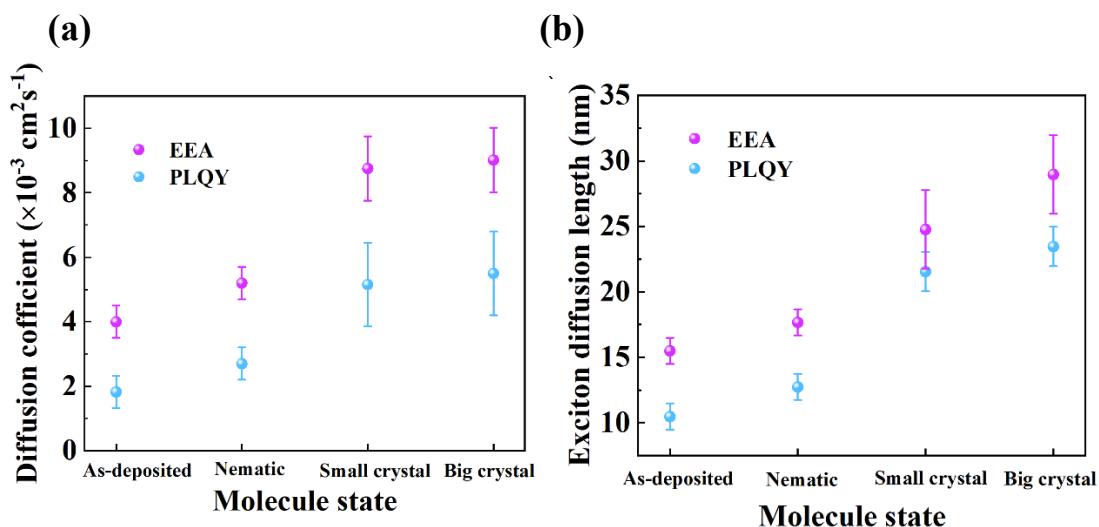 (a)
Diffusion cofficient (×10⁻³ cm²s⁻¹)
10
8
6
4
2
0
EEA
PLQY
As-deposited
Nematic
Small crystal
Big crystal
Molecule state
(b)
Exciton diffusion length (nm)
35
30
25
20
15
10
EEA
PLQY
As-deposited
Nematic
Small crystal
Big crystal
Molecule state